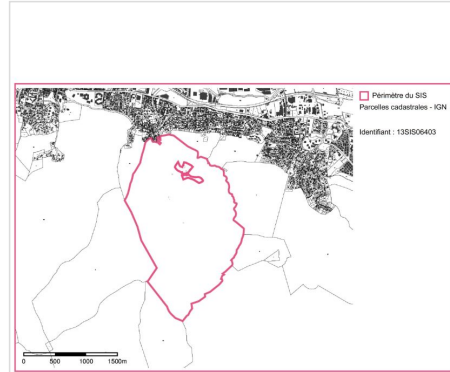 Périmètre du SIS
Parcelles cadastrales - IGN
Identifiant : 13SIS06403
0 500 1000 1500m